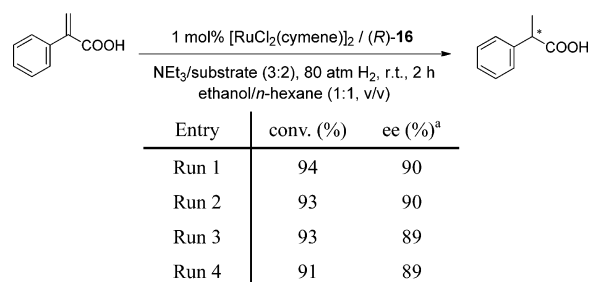 COOH
1 mol% [RuCl2(cymene)]2 / (R)-16
NEt3/substrate (3:2), 80 atm H2, r.t., 2 h
ethanol/n-hexane (1:1, v/v)
*
COOH
Entry conv. (%) ee (%)a
Run 1 94 90
Run 2 93 90
Run 3 93 89
Run 4 91 89